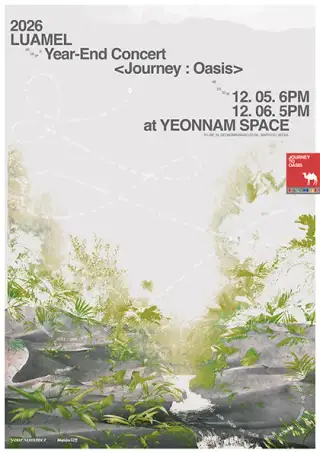 2026
LUAMEL
Year-End Concert
<Journey : Oasis>
12. 05. 6PM
12. 06. 5PM
at YEONNAM SPACE
JOURNEY
TO
OASIS